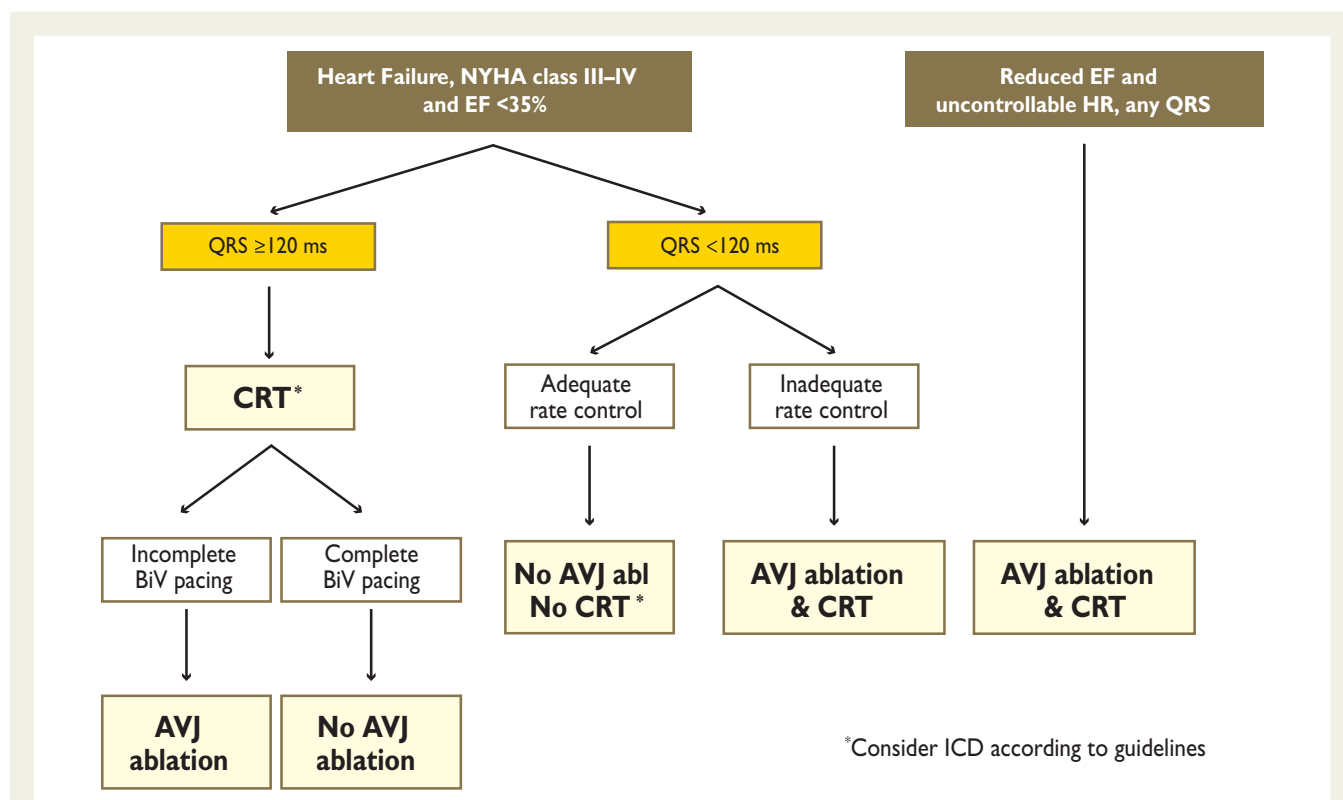 Heart Failure, NYHA class III–IV
and EF <35%
Reduced EF and
uncontrollable HR, any QRS
QRS ≥120 ms
QRS <120 ms
CRT*
Adequate
rate control
Inadequate
rate control
Incomplete
BiV pacing
Complete
BiV pacing
No AVJ abl
No CRT *
AVJ ablation
& CRT
AVJ ablation
& CRT
AVJ
ablation
No AVJ
ablation
*Consider ICD according to guidelines